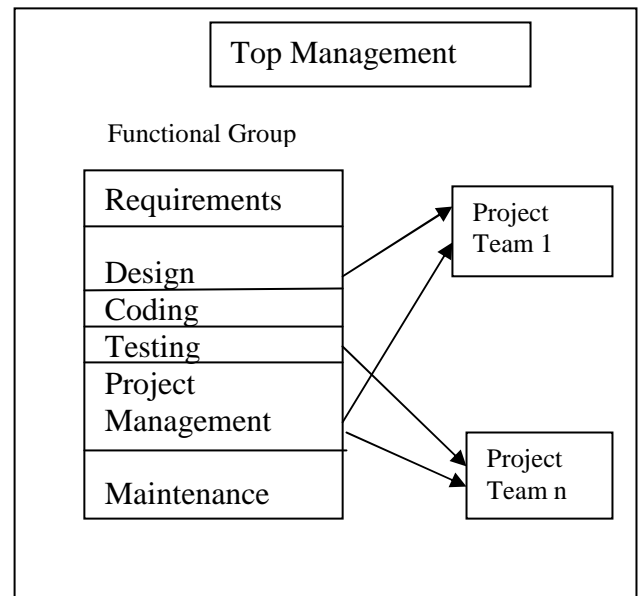 Top Management
Functional Group
Requirements
Design
Coding
Testing
Project
Management
Maintenance
Project
Team 1
Project
Team n